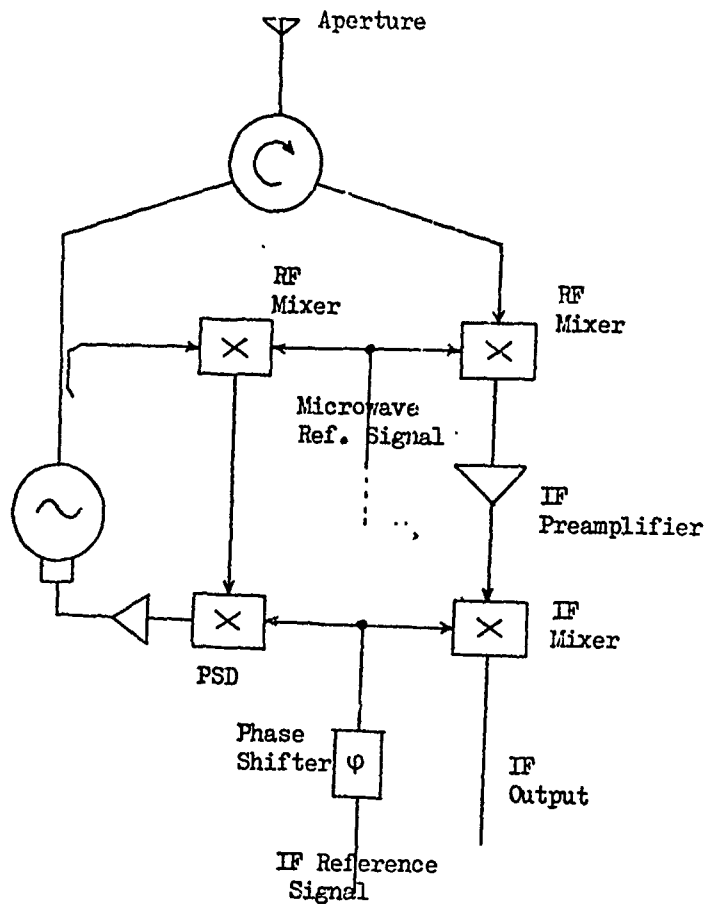 Aperture
RF
Mixer
RF
Mixer
Microwave
Ref. Signal
IF
Preamplifier
IF
Mixer
PSD
Phase
Shifter
φ
IF
Output
IF Reference
Signal